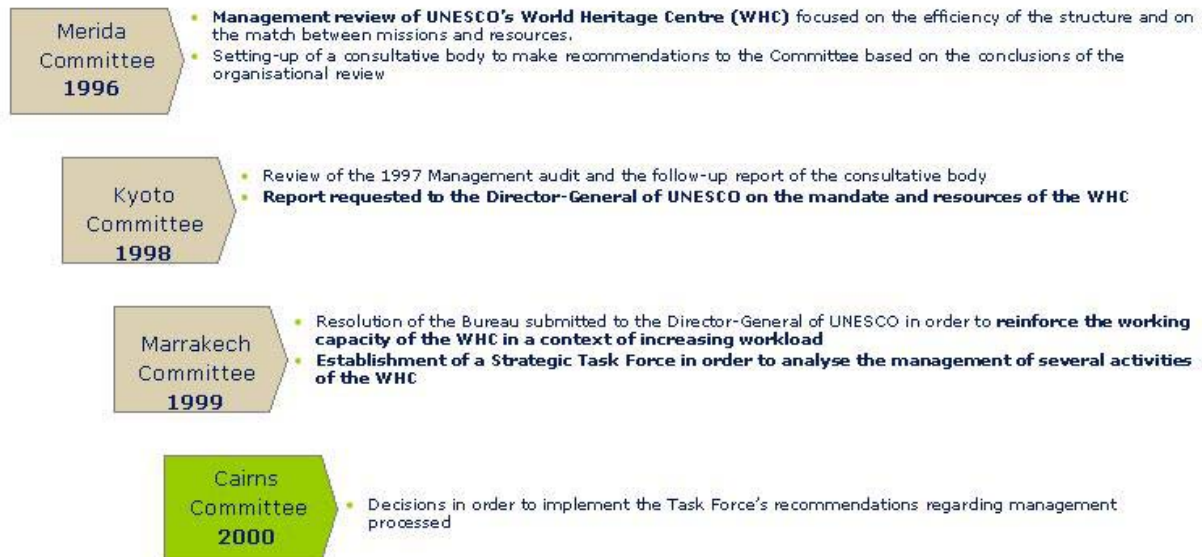 Merida
Committee
1996
• Management review of UNESCO's World Heritage Centre (WHC) focused on the efficiency of the structure and on
the match between missions and resources.
• Setting-up of a consultative body to make recommendations to the Committee based on the conclusions of the
organisational review
Kyoto
Committee
1998
• Review of the 1997 Management audit and the follow-up report of the consultative body
• Report requested to the Director-General of UNESCO on the mandate and resources of the WHC
Marrakech
Committee
1999
• Resolution of the Bureau submitted to the Director-General of UNESCO in order to reinforce the working
capacity of the WHC in a context of increasing workload
• Establishment of a Strategic Task Force in order to analyse the management of several activities
of the WHC
Cairns
Committee
2000
• Decisions in order to implement the Task Force's recommendations regarding management
processed